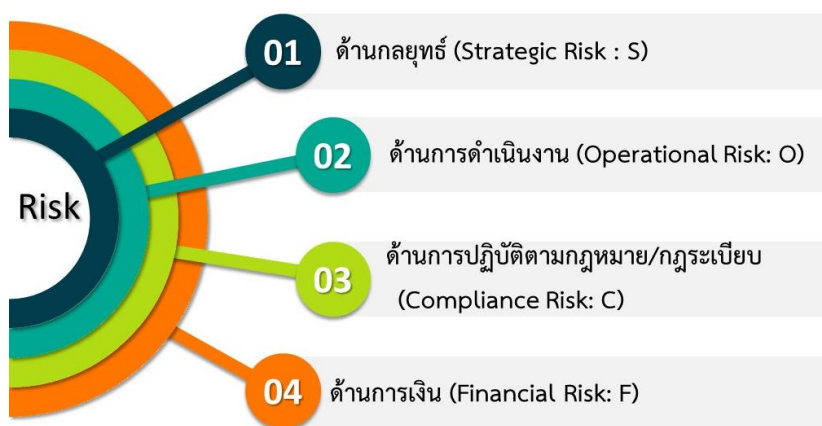 Risk
01
ด้านกลยุทธ์ (Strategic Risk : S)
02
ด้านการดำเนินงาน (Operational Risk: O)
03
ด้านการปฏิบัติตามกฎหมาย/กฎระเบียบ
(Compliance Risk: C)
04
ด้านการเงิน (Financial Risk: F)